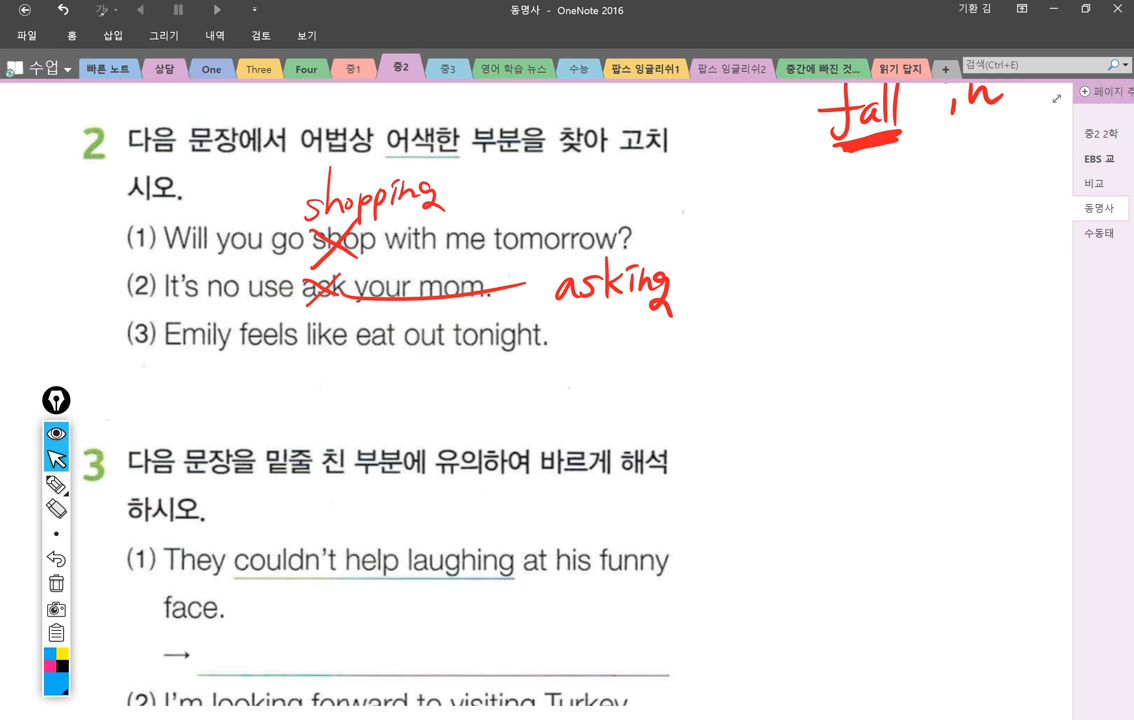 동명사 - OneNote 2016
기환 김
파일 홈 삽입 그리기 내역 검토 보기
수업 빠른 노트 상담 One Three Four 중1 중2 중3 영어 학습 뉴스 수능 팝스 잉글리쉬1 팝스 잉글리쉬2 중간에 빠진 것... 읽기 답지 + 검색(Ctrl+E)
페이지 추
fall
중2 2학
EBS 교
비교
동명사
수동태
2 다음 문장에서 어법상 어색한 부분을 찾아 고치
시오.
shopping
(1) Will you go shop with me tomorrow?
(2) It's no use ask your mom. asking
(3) Emily feels like eat out tonight.
3 다음 문장을 밑줄 친 부분에 유의하여 바르게 해석
하시오.
(1) They couldn't help laughing at his funny
face.
→
(2) I'm looking forward to visiting Turkey